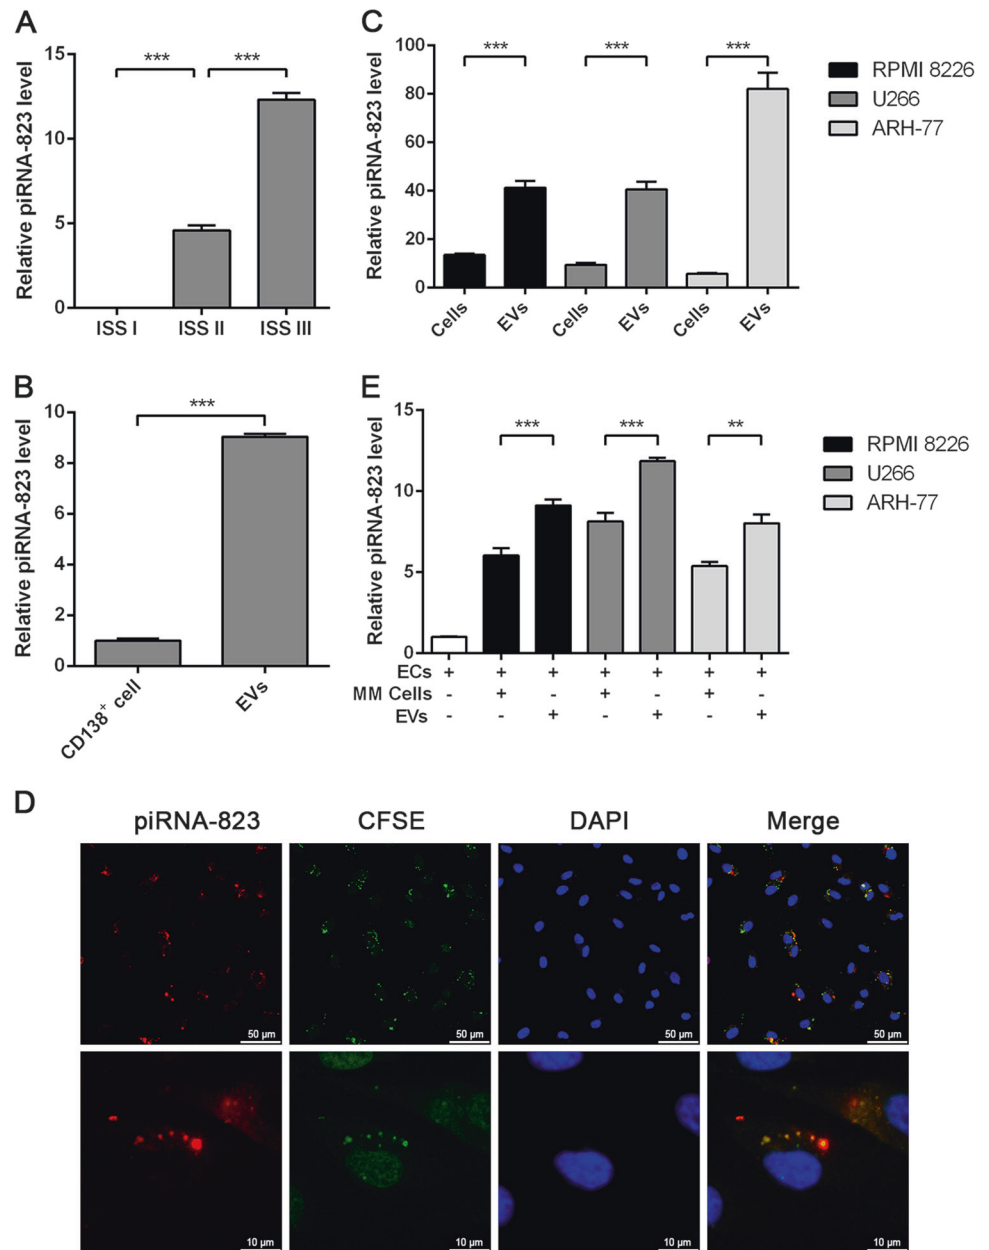 A
Relative piRNA-823 level
15
10
5
0
*** ***
ISS I ISS II ISS III
C
Relative piRNA-823 level
100
80
60
40
20
0
*** *** ***
Cells EVs Cells EVs Cells EVs
RPMI 8226
U266
ARH-77
B
Relative piRNA-823 level
10
8
6
4
2
0
***
CD138+ cell EVs
E
Relative piRNA-823 level
15
10
5
0
*** *** **
RPMI 8226
U266
ARH-77
ECs + + + + + + +
MM Cells - + - + - + -
EVs - - + - + - +
D
piRNA-823 CFSE DAPI Merge
50 µm 50 µm 50 µm 50 µm
10 µm 10 µm 10 µm 10 µm